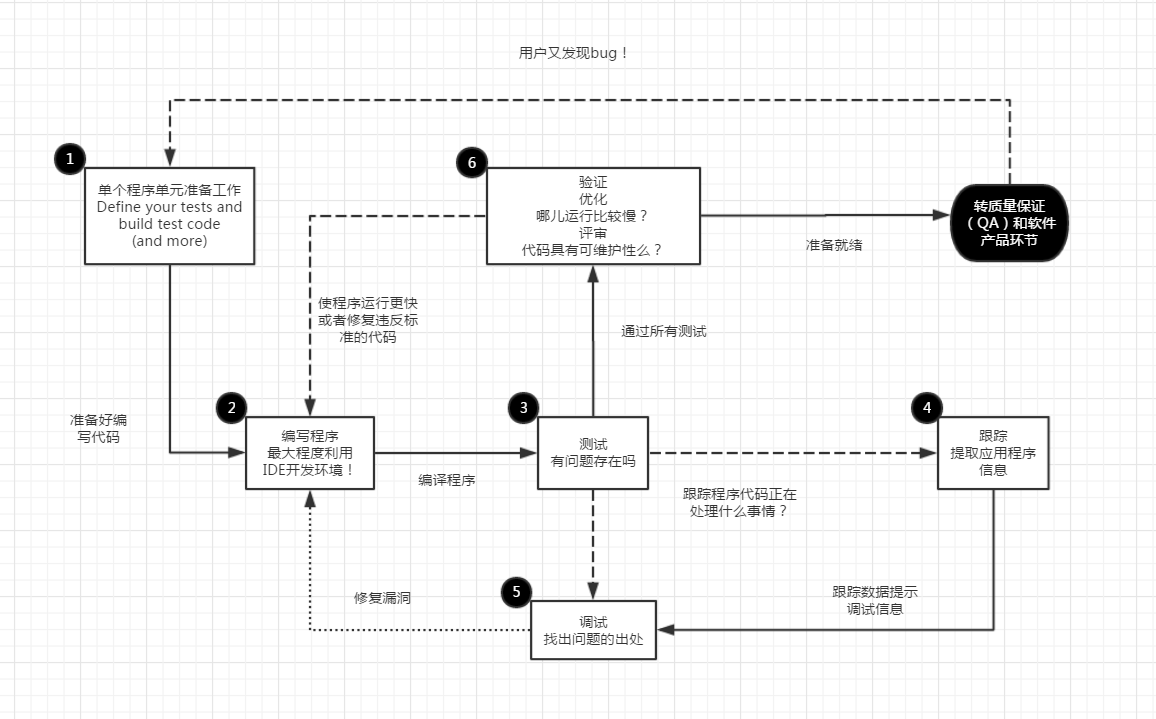 用户又发现bug！
1
单个程序单元准备工作
Define your tests and
build test code
(and more)
6
验证
优化
哪儿运行比较慢？
评审
代码具有可维护性么？
转质量保证
（QA）和软件
产品环节
准备就绪
使程序运行更快
或者修复违反标
准的代码
通过所有测试
准备好编
写代码
2
编写程序
最大程度利用
IDE开发环境！
编译程序
3
测试
有问题存在吗
跟踪程序代码正在
处理什么事情？
4
跟踪
提取应用程序
信息
修复漏洞
5
调试
找出问题的出处
跟踪数据提示
调试信息